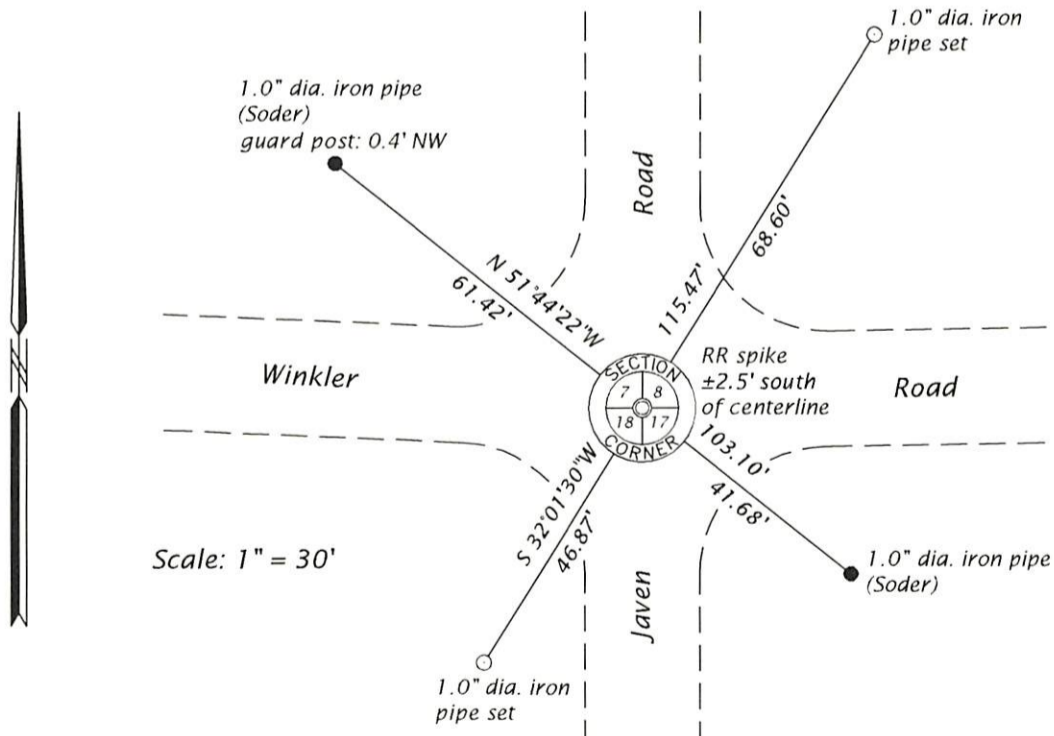 1.0" dia. iron
pipe set
1.0" dia. iron pipe
(Soder)
guard post: 0.4' NW
Road
68.60'
115.47'
N 51°44'22"W
61.42'
Winkler
SECTION
7 8
18 17
CORNER
RR spike
±2.5' south
of centerline
Road
103.10'
41.68'
S 32°01'30"W
46.87'
Scale: 1" = 30'
Javen
1.0" dia. iron pipe
(Soder)
1.0" dia. iron
pipe set